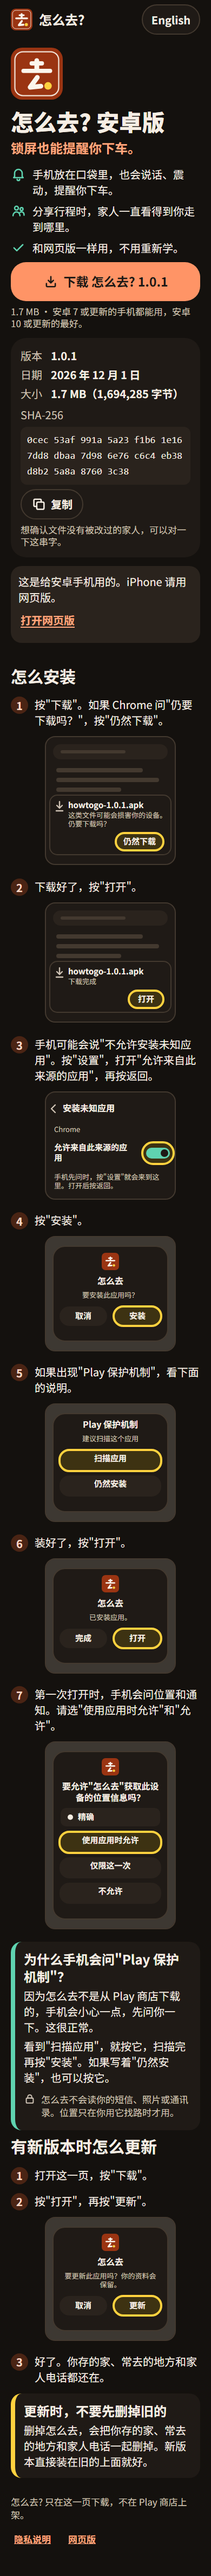 怎么去?
English
怎么去? 安卓版
锁屏也能提醒你下车。
手机放在口袋里，也会说话、震
动，提醒你下车。
分享行程时，家人一直看得到你走
到哪里。
和网页版一样用，不用重新学。
下载 怎么去? 1.0.1
1.7 MB · 安卓 7 或更新的手机都能用，安卓
10 或更新的最好。
版本 1.0.1
日期 2026 年 12 月 1 日
大小 1.7 MB（1,694,285 字节）
SHA-256
0cec 53af 991a 5a23 f1b6 1e16
7dd8 dbaa 7d98 6e76 c6c4 eb38
d8b2 5a8a 8760 3c38
复制
想确认文件没有被改过的家人，可以对一
下这串字。
这是给安卓手机用的。iPhone 请用
网页版。
打开网页版
怎么安装
1 按"下载"。如果 Chrome 问"仍要
下载吗？"，按"仍然下载"。
howtogo-1.0.1.apk
这类文件可能会损害你的设备。
仍要下载吗？
仍然下载
2 下载好了，按"打开"。
howtogo-1.0.1.apk
下载完成
打开
3 手机可能会说"不允许安装未知应
用"。按"设置"，打开"允许来自此
来源的应用"，再按返回。
安装未知应用
Chrome
允许来自此来源的应
用
手机先问时，按"设置"就会来到这
里。打开后按返回。
4 按"安装"。
怎么去
要安装此应用吗？
取消
安装
5 如果出现"Play 保护机制"，看下面
的说明。
Play 保护机制
建议扫描这个应用
扫描应用
仍然安装
6 装好了，按"打开"。
怎么去
已安装应用。
完成
打开
7 第一次打开时，手机会问位置和通
知。请选"使用应用时允许"和"允
许"。
要允许"怎么去"获取此设
备的位置信息吗？
精确
使用应用时允许
仅限这一次
不允许
为什么手机会问"Play 保护
机制"？
因为怎么去不是从 Play 商店下载
的，手机会小心一点，先问你一
下。这很正常。
看到"扫描应用"，就按它，扫描完
再按"安装"。如果写着"仍然安
装"，也可以按它。
怎么去不会读你的短信、照片或通讯
录。位置只在你用它找路时才用。
有新版本时怎么更新
1 打开这一页，按"下载"。
2 按"打开"，再按"更新"。
怎么去
要更新此应用吗？你的资料会
保留。
取消
更新
3 好了。你存的家、常去的地方和家
人电话都还在。
更新时，不要先删掉旧的
删掉怎么去，会把你存的家、常去
的地方和家人电话一起删掉。新版
本直接装在旧的上面就好。
怎么去? 只在这一页下载，不在 Play 商店上
架。
隐私说明
网页版